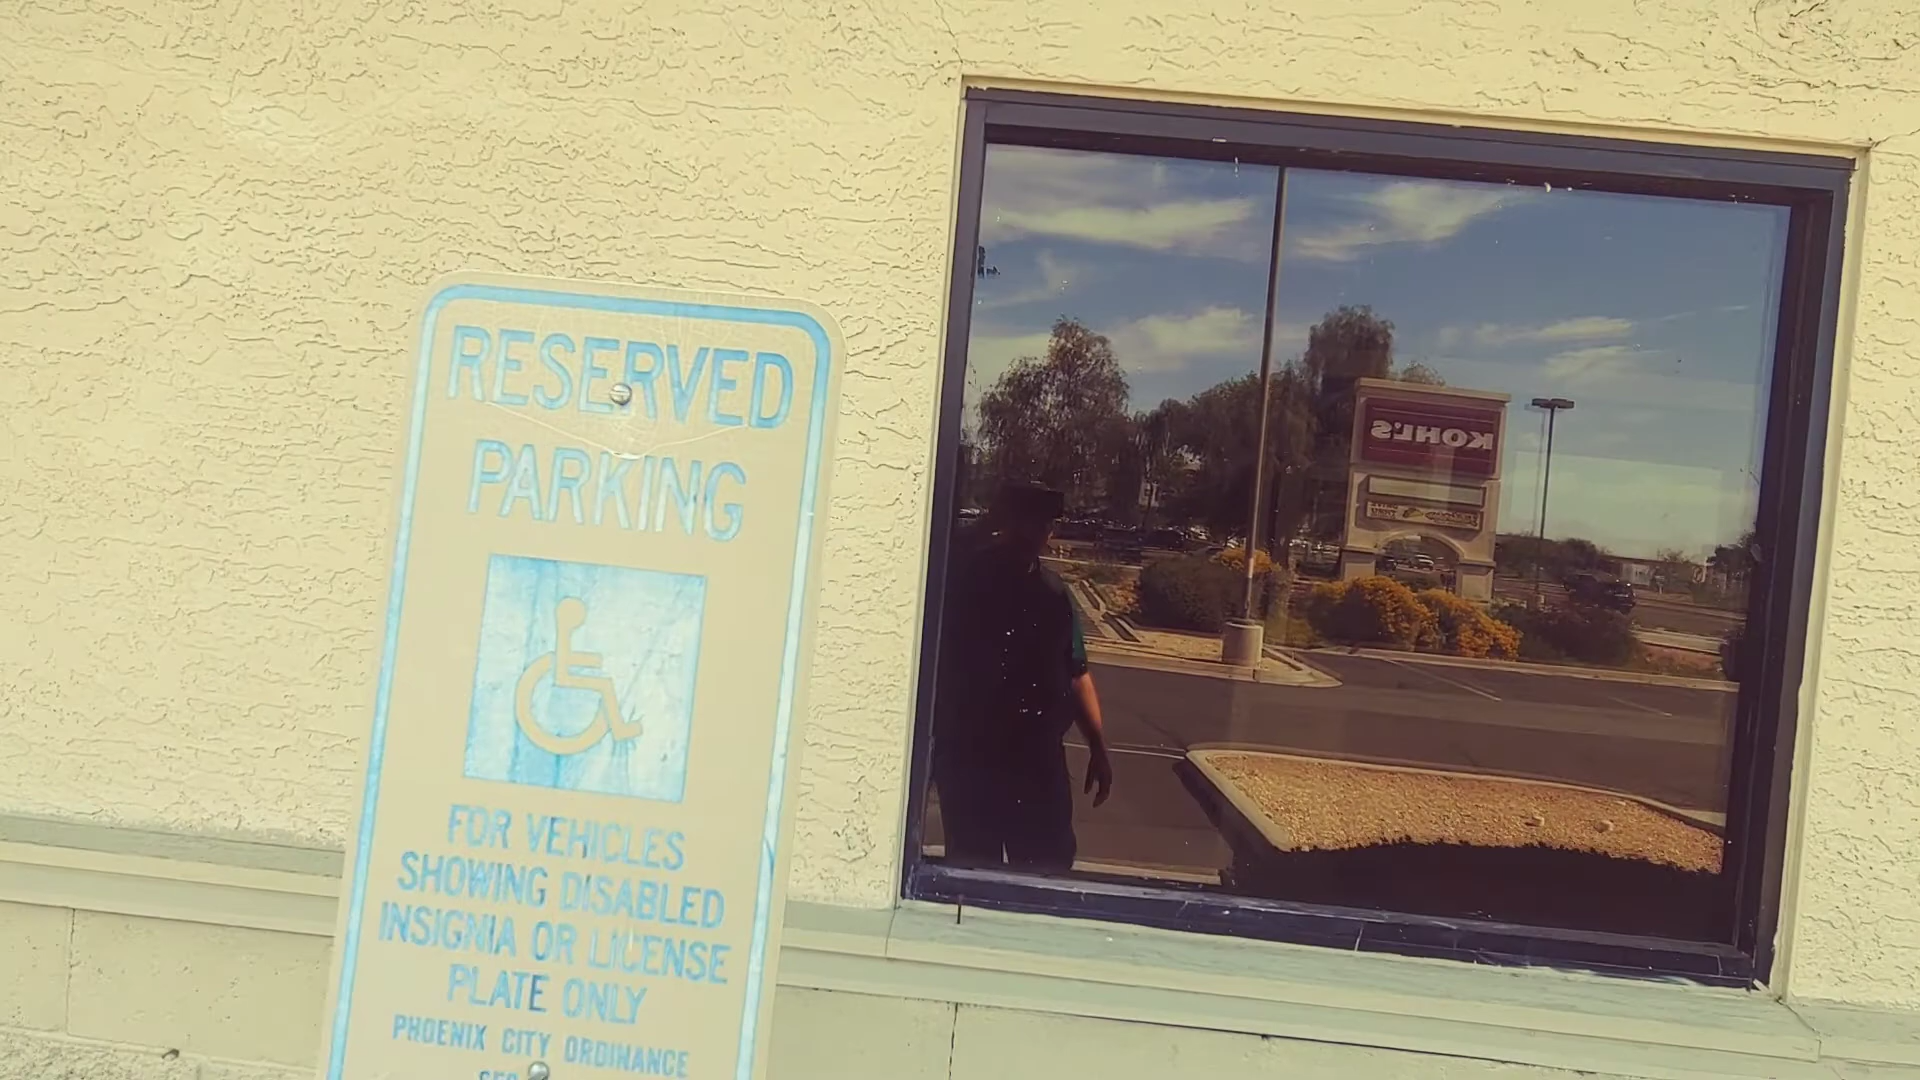 RESERVED
PARKING
FOR VEHICLES
SHOWING DISABLED
INSIGNIA OR LICENSE
PLATE ONLY
PHOENIX CITY ORDINANCE
KOHL'S